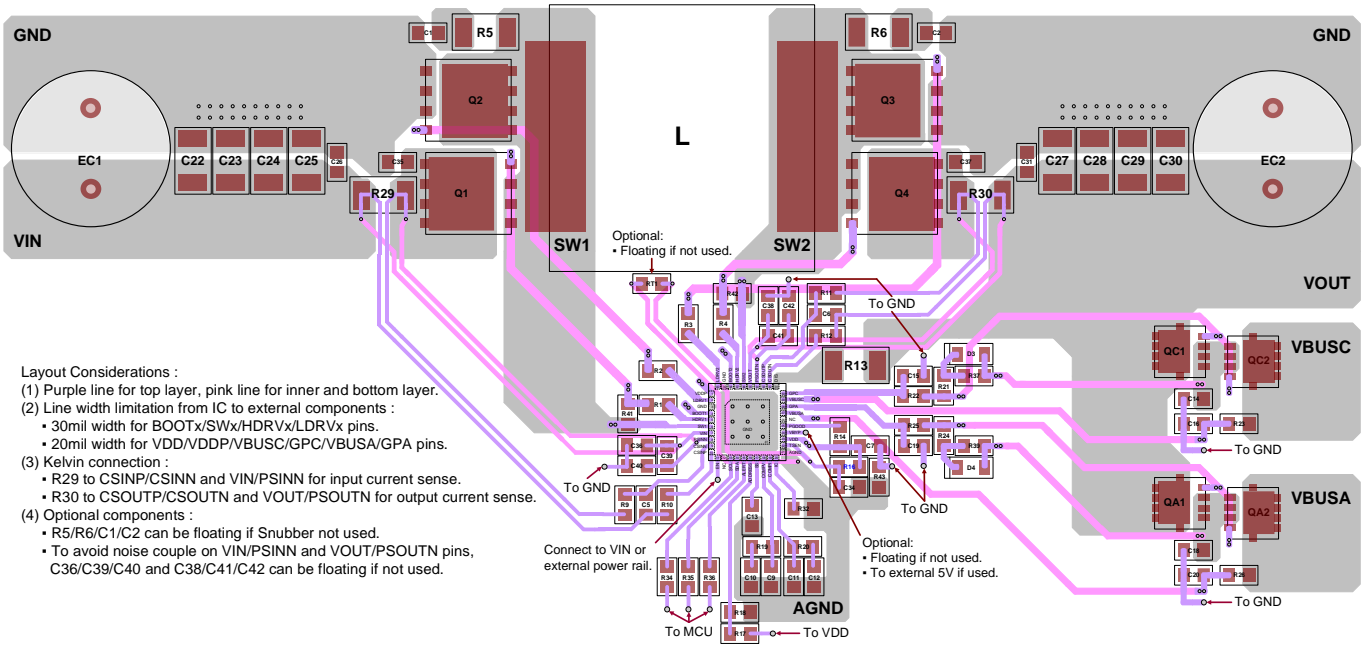 GND
C1
R5
R6
C2
GND
Q2
Q3
L
EC1
C22
C23
C24
C25
C26
C35
R29
Q1
Q4
C37
R30
C31
C27
C28
C29
C30
EC2
VIN
SW1
SW2
VOUT
Optional:
▪ Floating if not used.
RT1
R3
R4
R42
C38
C42
C41
R11
C6
R12
To GND
R13
R2
R1
R41
C36
C39
C40
To GND
R9
C5
R10
GND
C15
R22
R21
D3
R37
QC1
QC2
VBUSC
C14
C16
R23
To GND
R14
R25
C19
R24
R39
D4
C7
R16
C34
R43
To GND
QA1
QA2
VBUSA
C18
C20
R26
To GND
C13
R32
R19
R20
C10
C9
C11
C12
AGND
Optional:
▪ Floating if not used.
▪ To external 5V if used.
Connect to VIN or
external power rail.
R34
R35
R36
To MCU
R18
R17
To VDD
Layout Considerations :
(1) Purple line for top layer, pink line for inner and bottom layer.
(2) Line width limitation from IC to external components :
▪ 30mil width for BOOTx/SWx/HDRVx/LDRVx pins.
▪ 20mil width for VDD/VDDP/VBUSC/GPC/VBUSA/GPA pins.
(3) Kelvin connection :
▪ R29 to CSINP/CSINN and VIN/PSINN for input current sense.
▪ R30 to CSOUTP/CSOUTN and VOUT/PSOUTN for output current sense.
(4) Optional components :
▪ R5/R6/C1/C2 can be floating if Snubber not used.
▪ To avoid noise couple on VIN/PSINN and VOUT/PSOUTN pins,
C36/C39/C40 and C38/C41/C42 can be floating if not used.